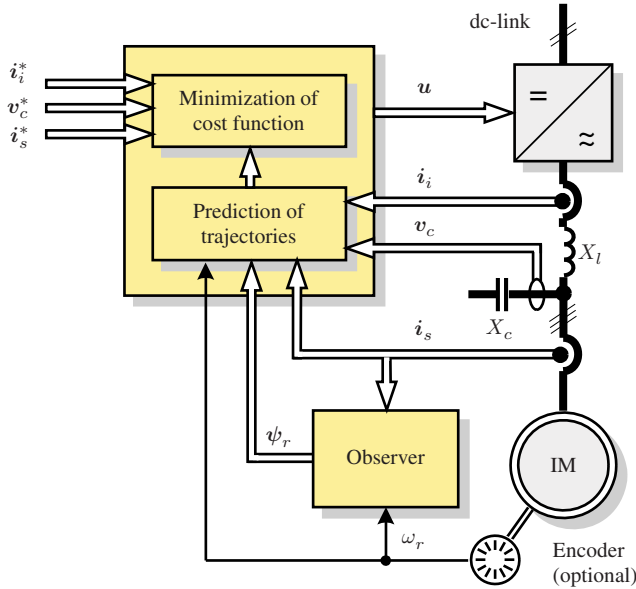 dc-link
i_i^*
v_c^*
i_s^*
Minimization of
cost function
u
=
≈
i_i
Prediction of
trajectories
v_c
X_l
X_c
i_s
ψ_r
Observer
IM
ω_r
Encoder
(optional)